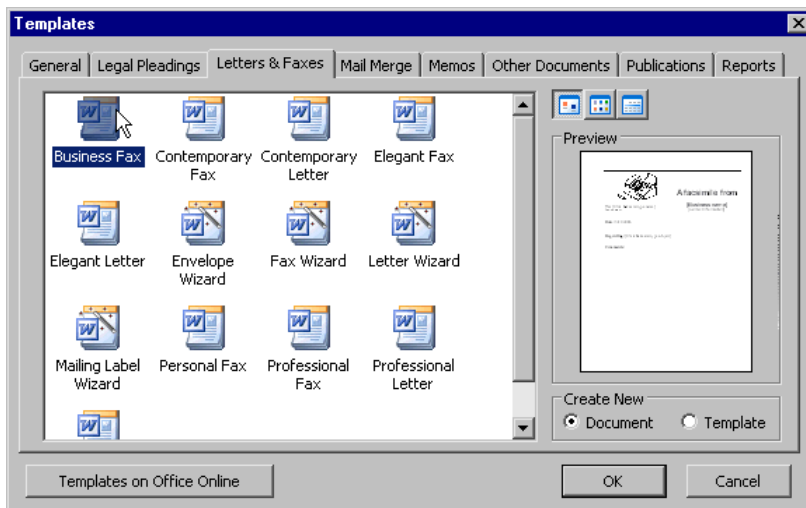 Templates
General
Legal Pleadings
Letters & Faxes
Mail Merge
Memos
Other Documents
Publications
Reports
Business Fax
Contemporary
Fax
Contemporary
Letter
Elegant Fax
Elegant Letter
Envelope
Wizard
Fax Wizard
Letter Wizard
Mailing Label
Wizard
Personal Fax
Professional
Fax
Professional
Letter
Preview
A facsimile from
Create New
Document
Template
Templates on Office Online
OK
Cancel